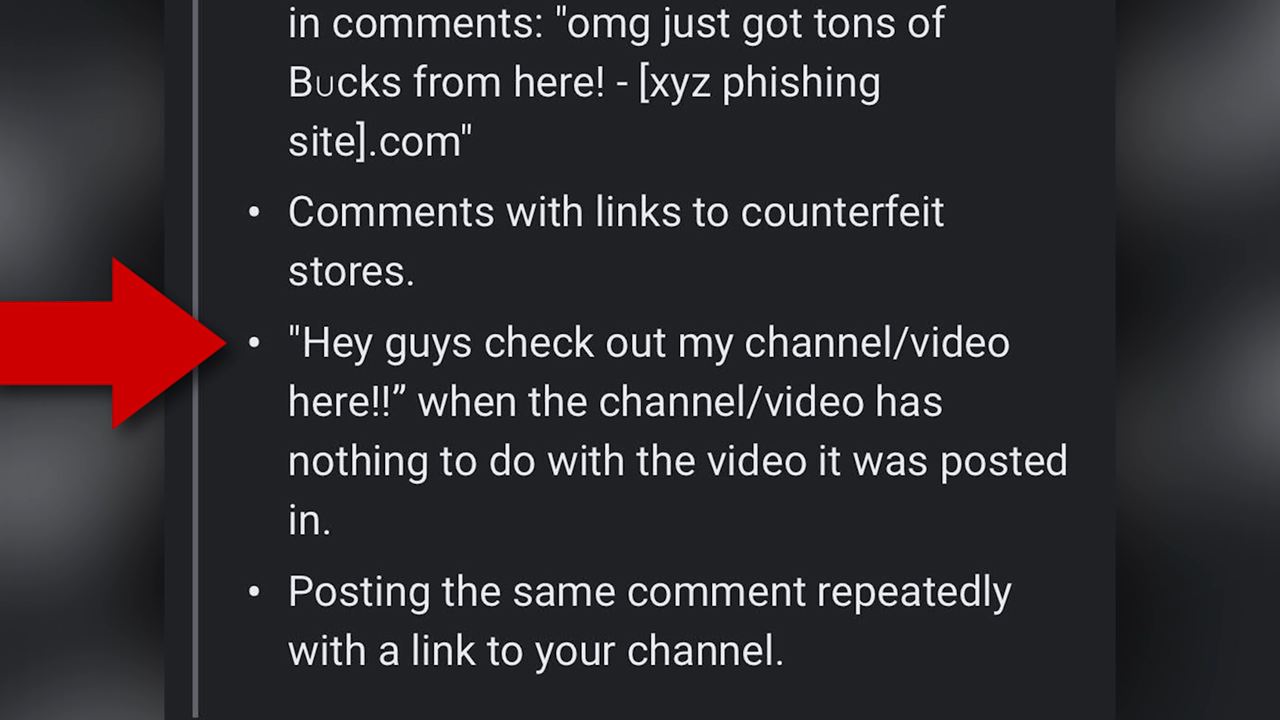 in comments: "omg just got tons of
B∪cks from here! - [xyz phishing
site].com"
• Comments with links to counterfeit
stores.
• "Hey guys check out my channel/video
here!!” when the channel/video has
nothing to do with the video it was posted
in.
• Posting the same comment repeatedly
with a link to your channel.